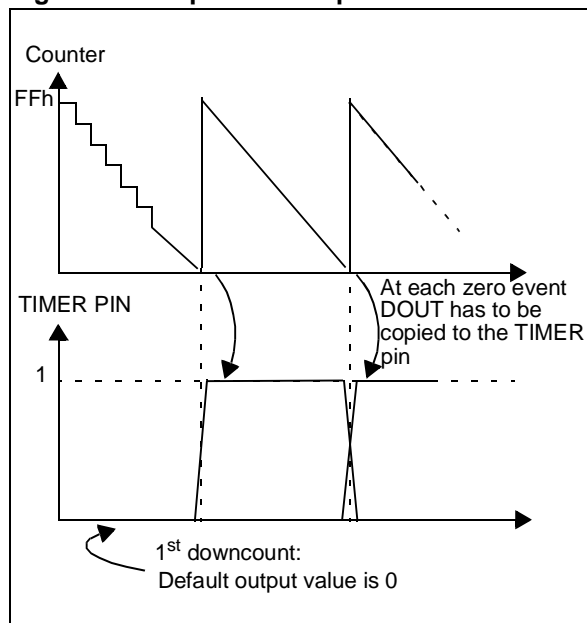 Counter
FFh
At each zero event
DOUT has to be
copied to the TIMER
pin
TIMER PIN
1
1st downcount:
Default output value is 0